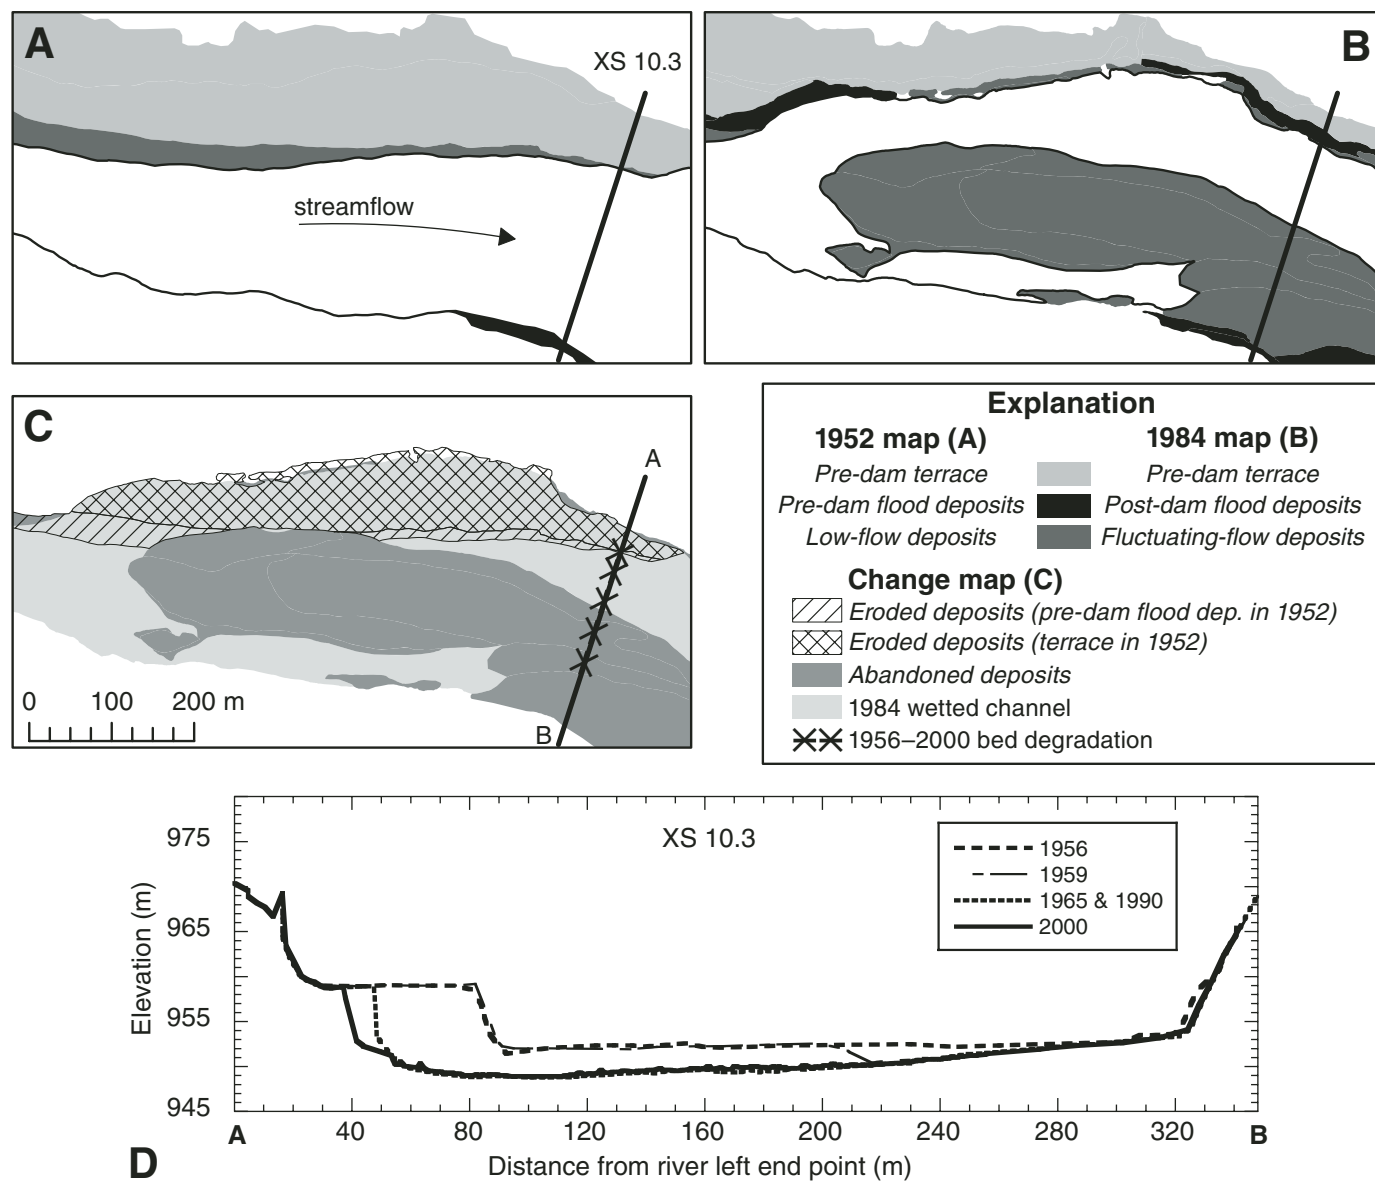 A
XS 10.3
streamflow
B
C
A
B
0 100 200 m
Explanation
1952 map (A) 1984 map (B)
Pre-dam terrace Pre-dam terrace
Pre-dam flood deposits Post-dam flood deposits
Low-flow deposits Fluctuating-flow deposits
Change map (C)
Eroded deposits (pre-dam flood dep. in 1952)
Eroded deposits (terrace in 1952)
Abandoned deposits
1984 wetted channel
1956–2000 bed degradation
XS 10.3
1956
1959
1965 & 1990
2000
Elevation (m)
975
965
955
945
A 40 80 120 160 200 240 280 320 B
Distance from river left end point (m)
D